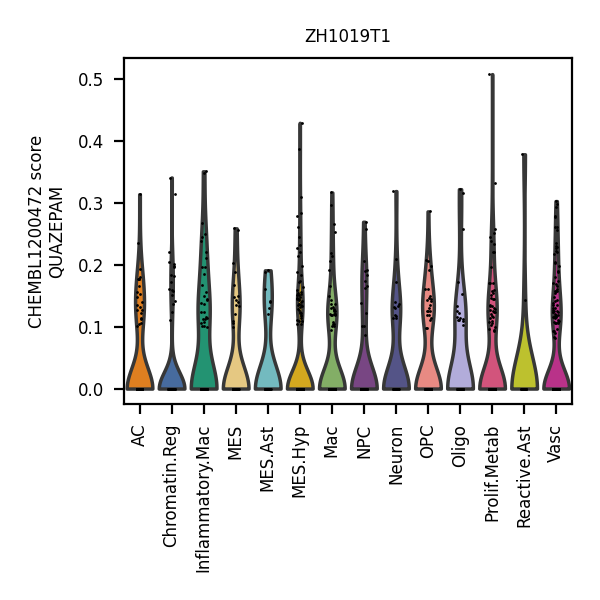 ZH1019T1
CHEMBL1200472 score
QUAZEPAM
0.5
0.4
0.3
0.2
0.1
0.0
AC
Chromatin.Reg
Inflammatory.Mac
MES
MES.Ast
MES.Hyp
Mac
NPC
Neuron
OPC
Oligo
Prolif.Metab
Reactive.Ast
Vasc